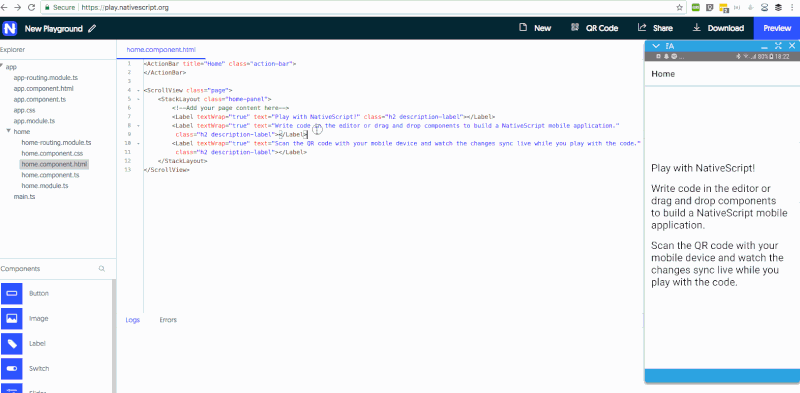 Secure https://play.nativescript.org
N New Playground New QR Code Share Download Preview
Explorer
app
app-routing.module.ts
app.component.html
app.component.ts
app.css
app.module.ts
home
home-routing.module.ts
home.component.css
home.component.html
home.component.ts
home.module.ts
main.ts
Components
Button
Image
Label
Switch
home.component.html
1 <ActionBar title="Home" class="action-bar">
2 </ActionBar>
3
4 <ScrollView class="page">
5 <StackLayout class="home-panel">
6 <!--Add your page content here-->
7 <Label textWrap="true" text="Play with NativeScript!" class="h2 description-label"></Label>
8 <Label textWrap="true" text="Write code in the editor or drag and drop components to build a NativeScript mobile application."
9 class="h2 description-label"></Label>
10 <Label textWrap="true" text="Scan the QR code with your mobile device and watch the changes sync live while you play with the code."
11 class="h2 description-label"></Label>
12 </StackLayout>
13 </ScrollView>
Logs Errors
80% 18:22
Home
Play with NativeScript!
Write code in the editor or
drag and drop components
to build a NativeScript mobile
application.
Scan the QR code with your
mobile device and watch the
changes sync live while you
play with the code.